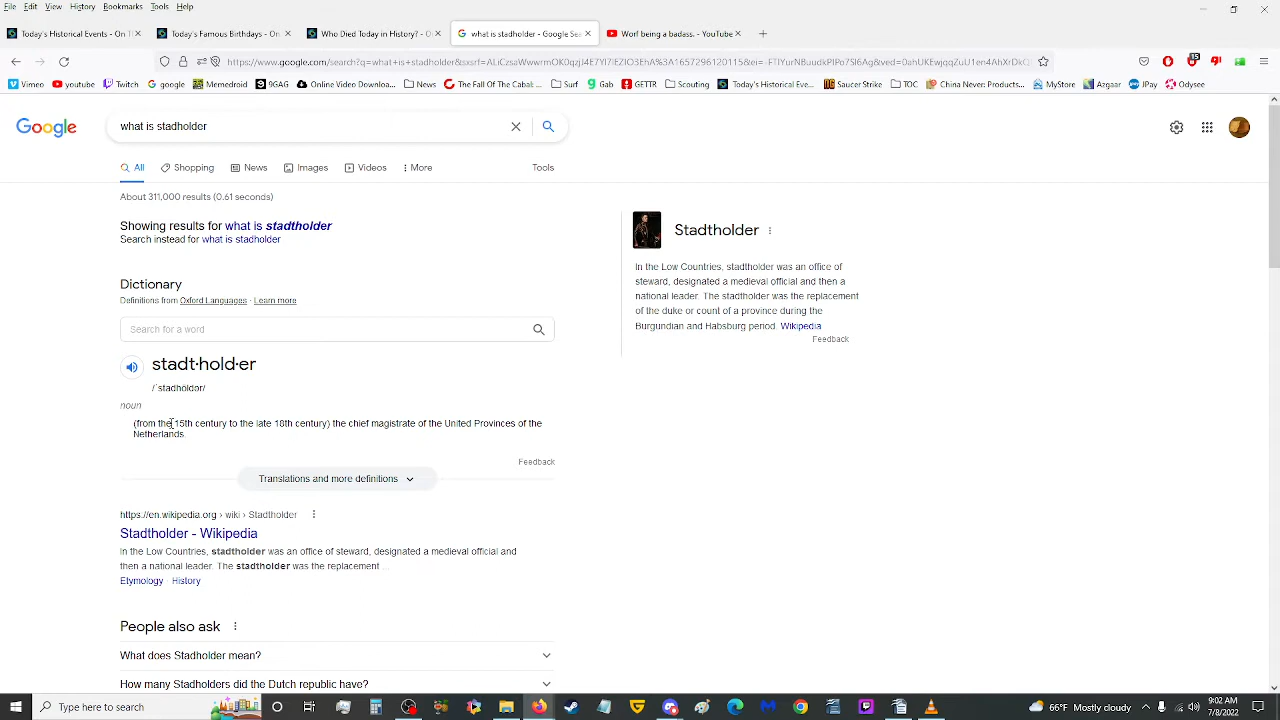 File Edit View History Bookmarks Tools Help
Today's Historical Events - On T
Today's Famous Birthdays - On
Who Died Today in History? - O
what is stadholder - Google Sea
Worf being a badass. - YouTube
Vimeo youtube Twitch google Memedroid 9GAG Online Video Downloa... The Fall Of The Cabat ... Surf Gab GETTR Scouting Today's Historical Eve... Saucer Strike TOC China Never: Produc... MyStore Azgaar JPay Odysee
Google
what is stadholder
All Shopping News Images Videos More Tools
About 311,000 results (0.61 seconds)
Showing results for what is stadtholder
Search instead for what is stadholder
Dictionary
Definitions from Oxford Languages · Learn more
Search for a word
stadt·hold·er
/ˈstadhōldər/
noun
(from the 15th century to the late 18th century) the chief magistrate of the United Provinces of the
Netherlands.
Feedback
Translations and more definitions
https://en.wikipedia.org › wiki › Stadtholder
Stadtholder - Wikipedia
In the Low Countries, stadtholder was an office of steward, designated a medieval official and
then a national leader. The stadtholder was the replacement ...
Etymology · History
People also ask
What does Stadholder mean?
How many Stadholders did the Dutch republic have?
Stadtholder
In the Low Countries, stadtholder was an office of
steward, designated a medieval official and then a
national leader. The stadtholder was the replacement
of the duke or count of a province during the
Burgundian and Habsburg period. Wikipedia
Feedback
Type here to search
66°F Mostly cloudy
9:02 AM
7/8/2022